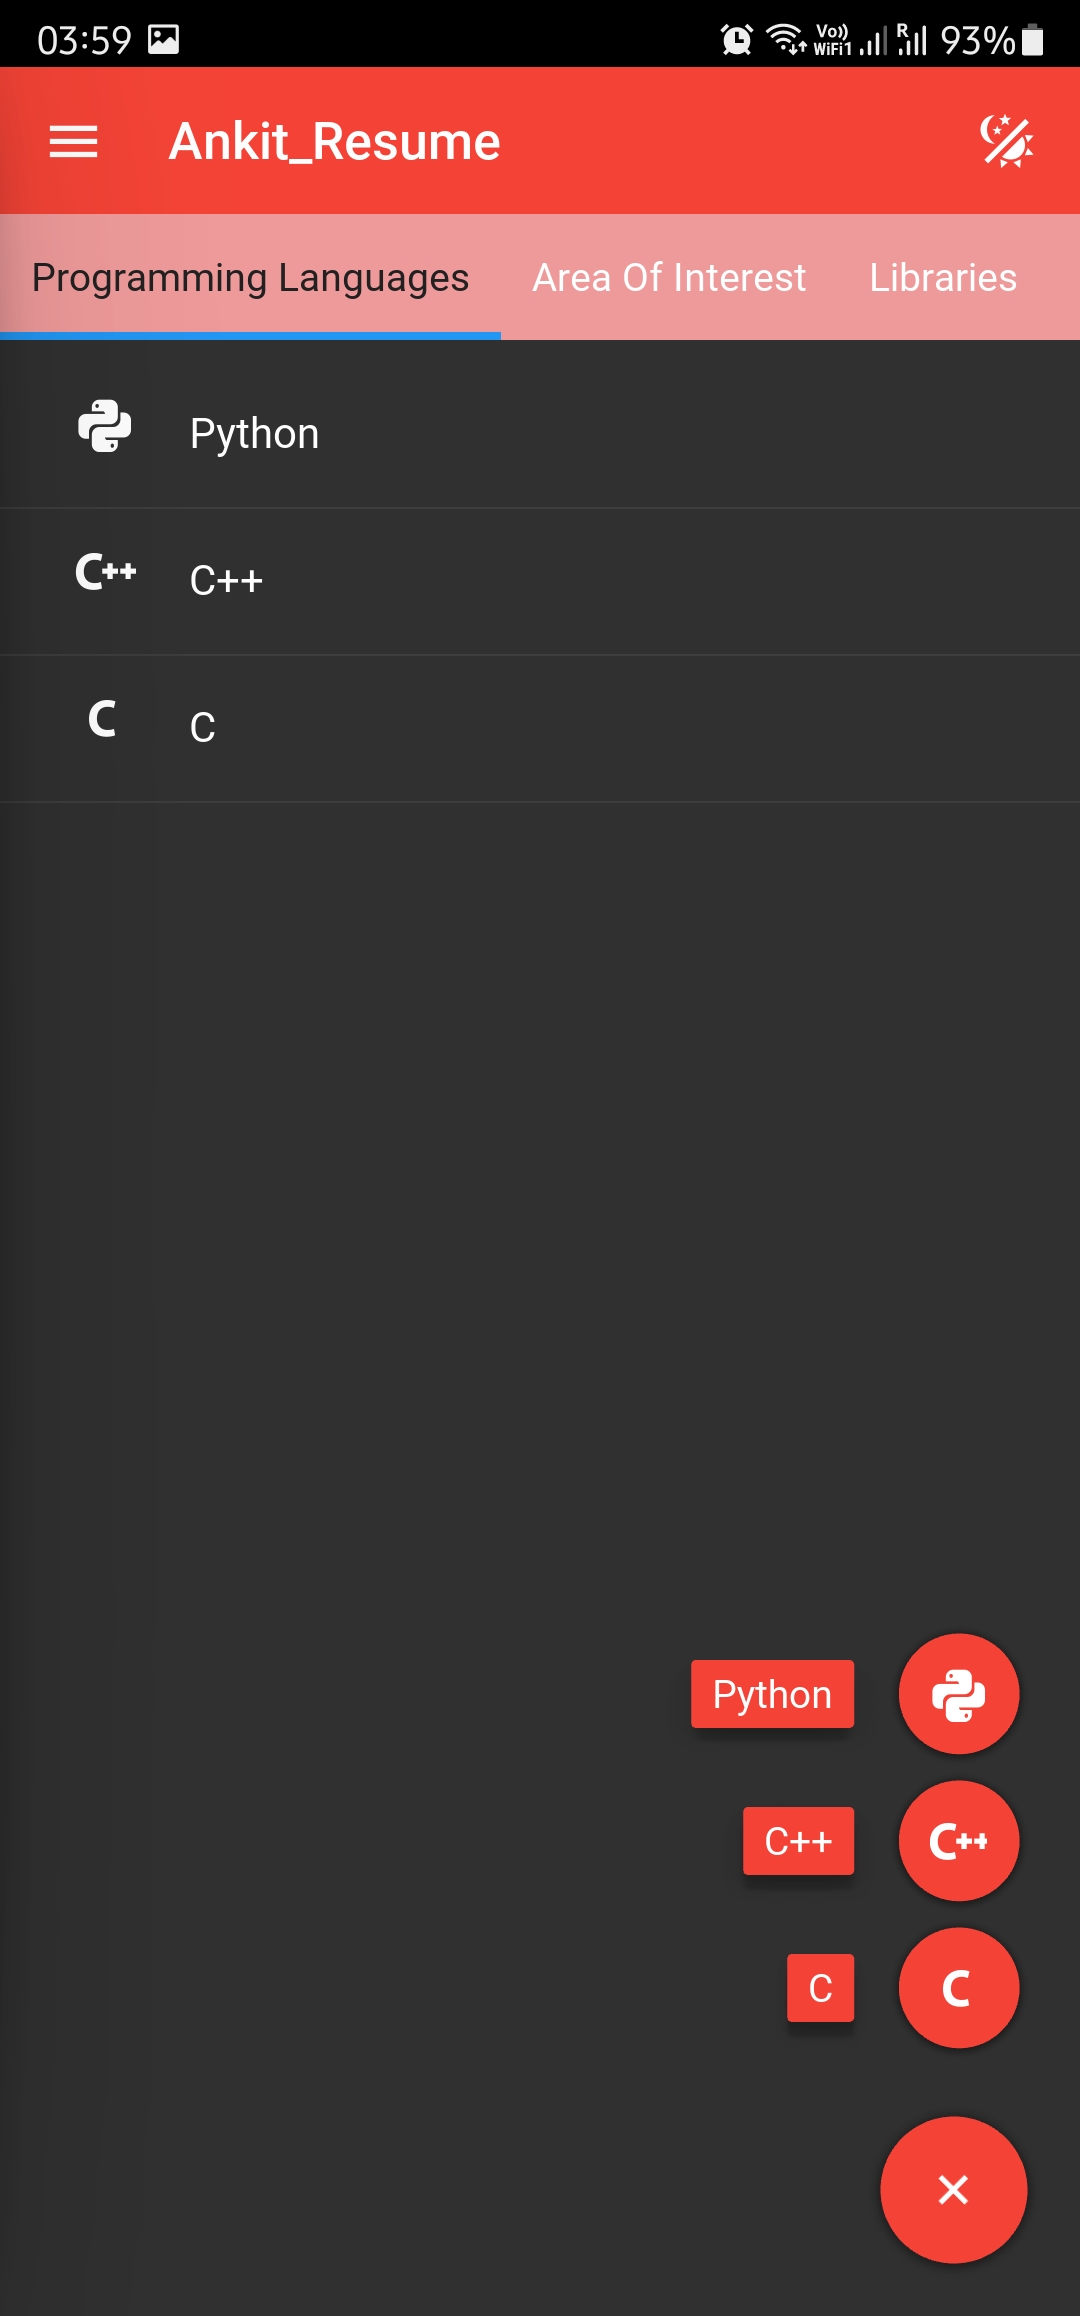 03:59 Vo)) WiFi1 R 93%
Ankit_Resume
Programming Languages Area Of Interest Libraries
Python
C++ C++
C C
Python
C++ C++
C C